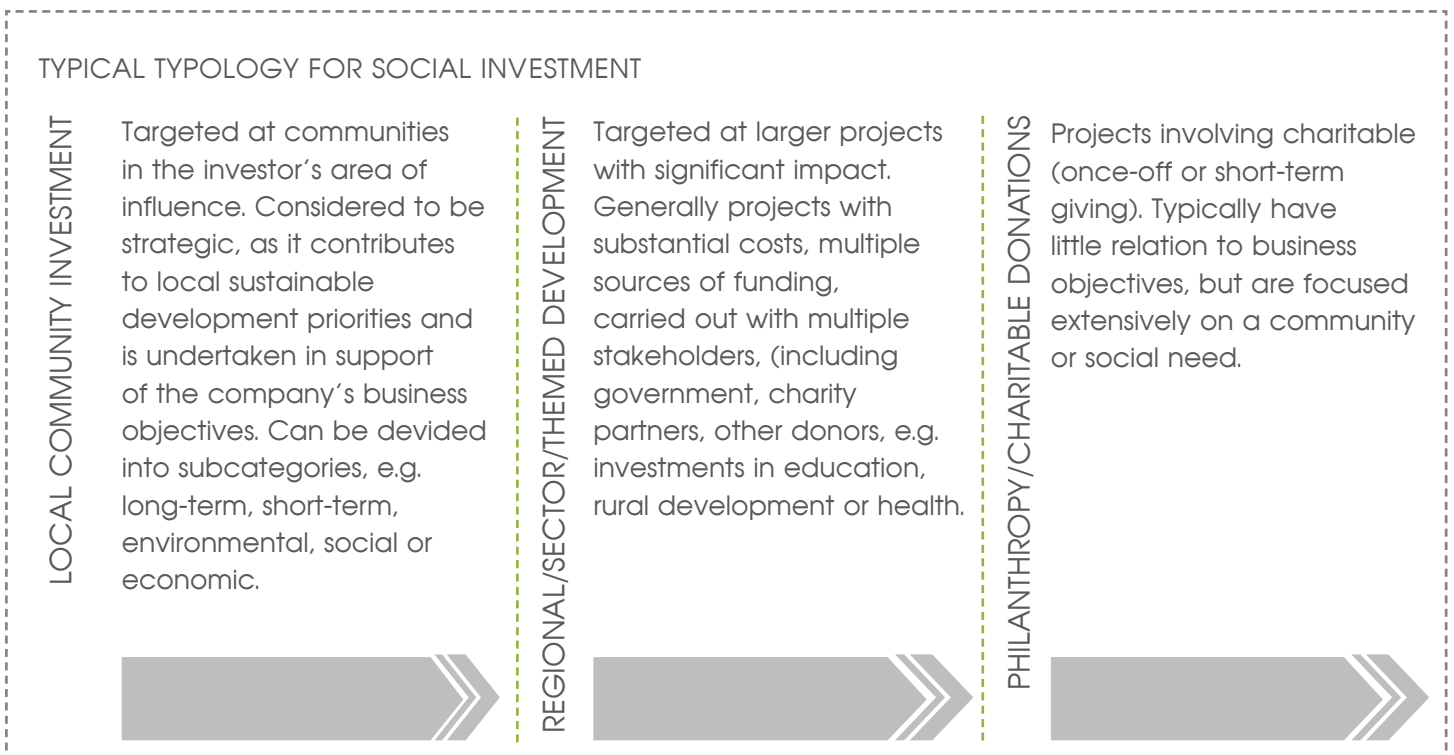 TYPICAL TYPOLOGY FOR SOCIAL INVESTMENT
LOCAL COMMUNITY INVESTMENT
Targeted at communities
in the investor’s area of
influence. Considered to be
strategic, as it contributes
to local sustainable
development priorities and
is undertaken in support
of the company’s business
objectives. Can be devided
into subcategories, e.g.
long-term, short-term,
environmental, social or
economic.
REGIONAL/SECTOR/THEMED DEVELOPMENT
Targeted at larger projects
with significant impact.
Generally projects with
substantial costs, multiple
sources of funding,
carried out with multiple
stakeholders, (including
government, charity
partners, other donors, e.g.
investments in education,
rural development or health.
PHILANTHROPY/CHARITABLE DONATIONS
Projects involving charitable
(once-off or short-term
giving). Typically have
little relation to business
objectives, but are focused
extensively on a community
or social need.